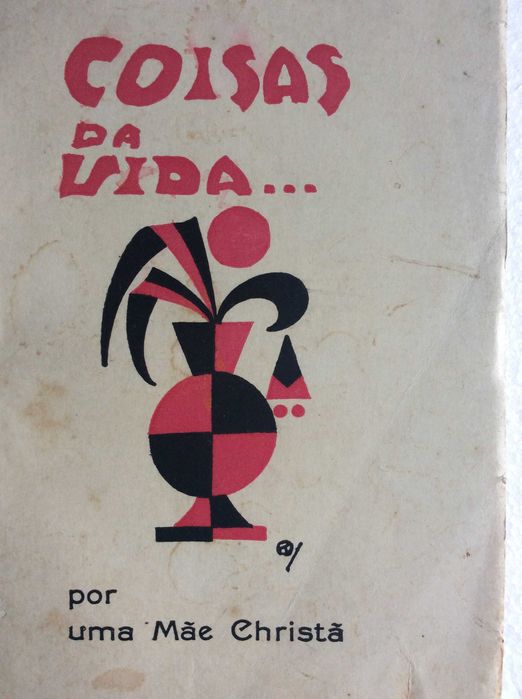 COISAS
DA
VIDA...
por
uma Mãe Christã